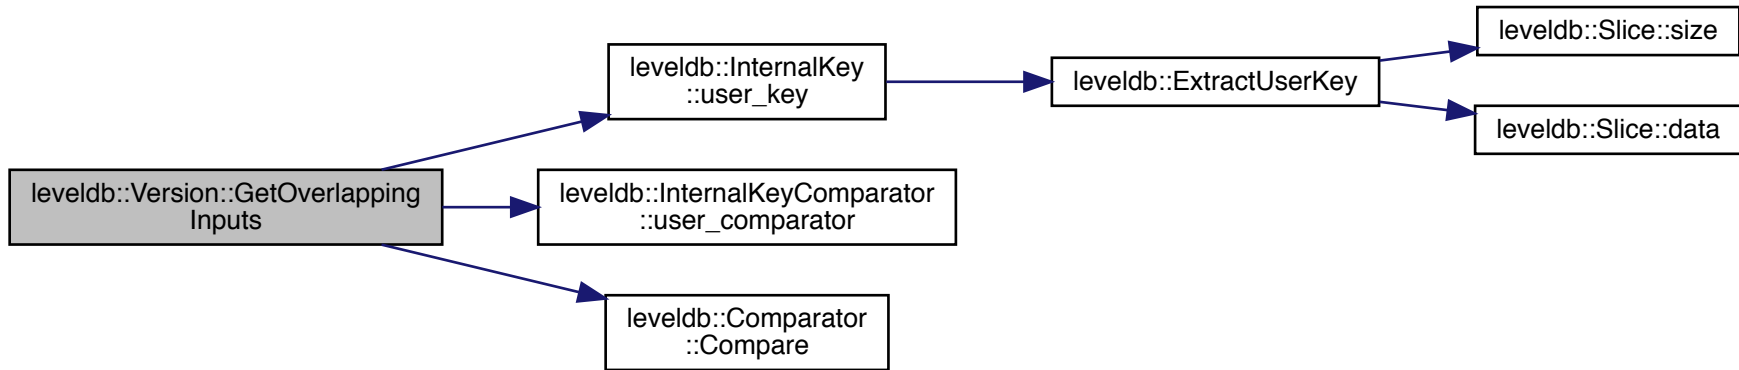 leveldb::Version::GetOverlapping
Inputs
leveldb::InternalKey
::user_key
leveldb::InternalKeyComparator
::user_comparator
leveldb::Comparator
::Compare
leveldb::ExtractUserKey
leveldb::Slice::size
leveldb::Slice::data